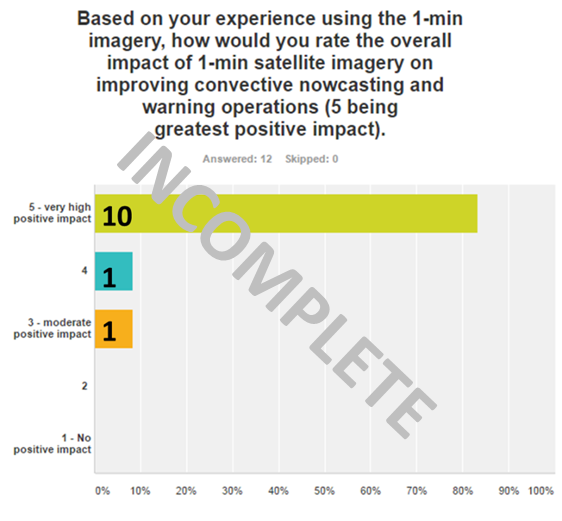 Based on your experience using the 1-min
imagery, how would you rate the overall
impact of 1-min satellite imagery on
improving convective nowcasting and
warning operations (5 being
greatest positive impact).
Answered: 12 Skipped: 0
INCOMPLETE
5 - very high
positive impact
10
4
1
3 - moderate
positive impact
1
2
1 - No
positive impact
0% 10% 20% 30% 40% 50% 60% 70% 80% 90% 100%